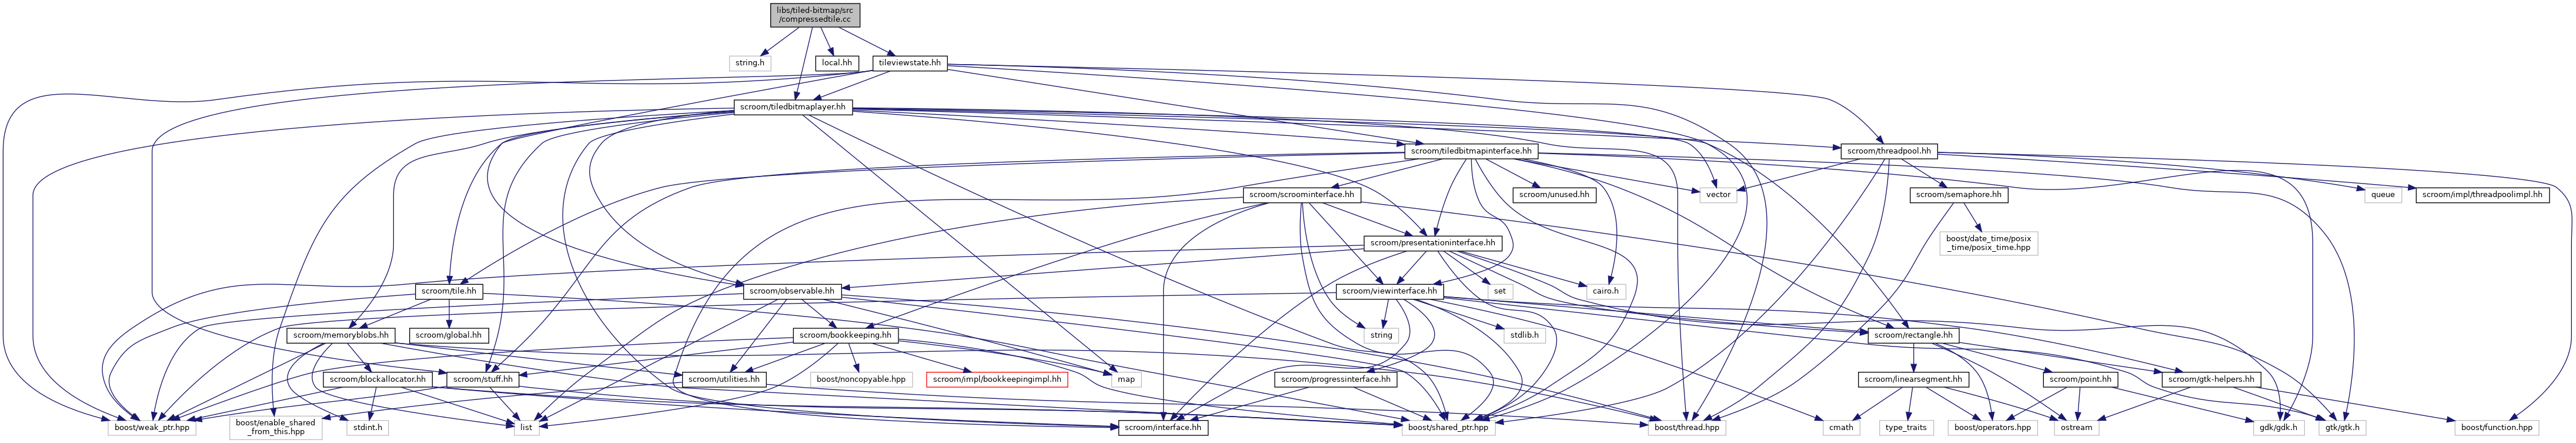 libs/tiled-bitmap/src
/compressedtile.cc
string.h
local.hh
tileviewstate.hh
scroom/tiledbitmaplayer.hh
scroom/tiledbitmapinterface.hh
scroom/threadpool.hh
scroom/scroominterface.hh
scroom/unused.hh
vector
scroom/semaphore.hh
queue
scroom/impl/threadpoolimpl.hh
scroom/presentationinterface.hh
boost/date_time/posix
_time/posix_time.hpp
scroom/tile.hh
scroom/observable.hh
scroom/viewinterface.hh
set
cairo.h
scroom/memoryblobs.hh
scroom/global.hh
scroom/bookkeeping.hh
string
stdlib.h
scroom/rectangle.hh
scroom/blockallocator.hh
scroom/stuff.hh
scroom/utilities.hh
boost/noncopyable.hpp
scroom/impl/bookkeepingimpl.hh
map
scroom/progressinterface.hh
scroom/linearsegment.hh
scroom/point.hh
scroom/gtk-helpers.hh
boost/weak_ptr.hpp
boost/enable_shared
_from_this.hpp
stdint.h
list
scroom/interface.hh
boost/shared_ptr.hpp
boost/thread.hpp
cmath
type_traits
boost/operators.hpp
ostream
gdk/gdk.h
gtk/gtk.h
boost/function.hpp